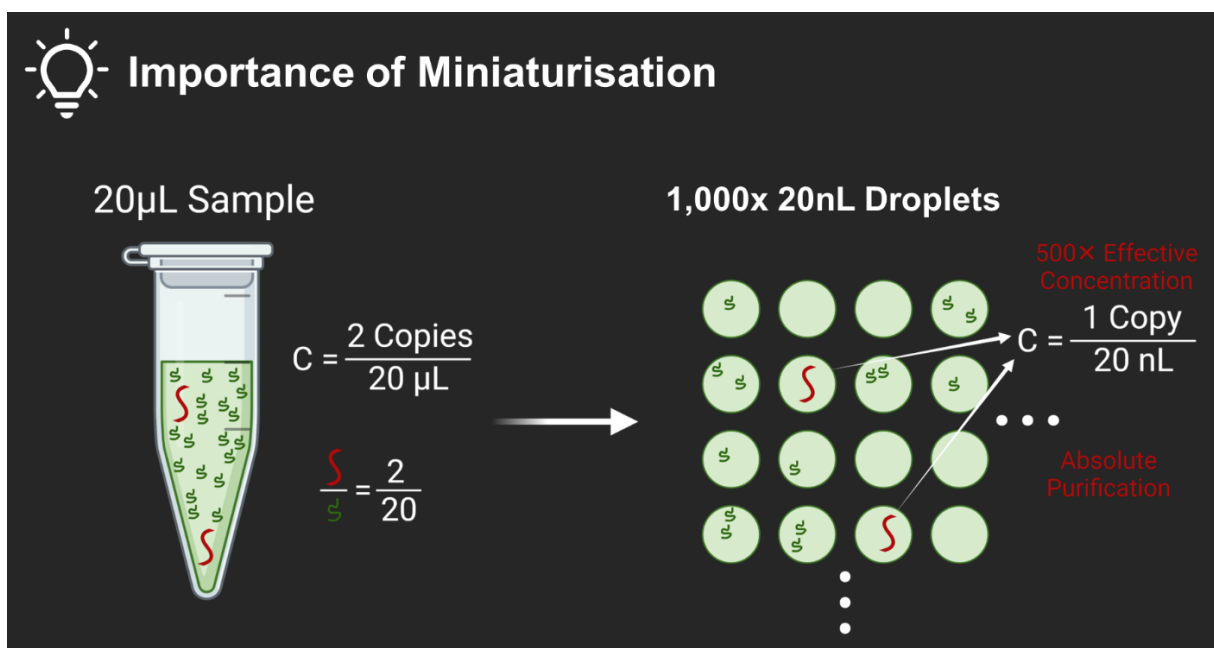 Importance of Miniaturisation
20µL Sample
C = 2 Copies / 20 µL
= 2 / 20
1,000x 20nL Droplets
500× Effective
Concentration
C = 1 Copy / 20 nL
Absolute
Purification